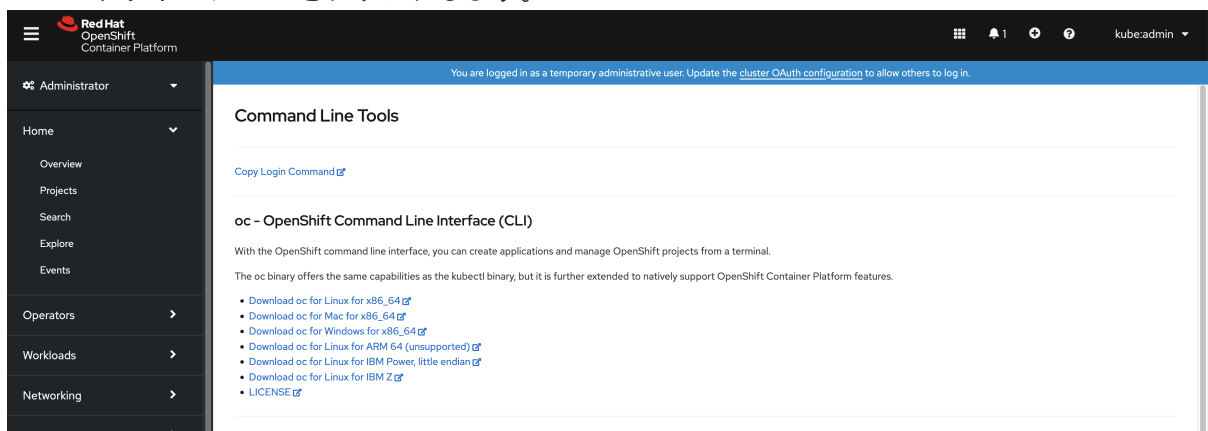 Red Hat
OpenShift
Container Platform
1
kube:admin
Administrator
You are logged in as a temporary administrative user. Update the cluster OAuth configuration to allow others to log in.
Home
Overview
Projects
Search
Explore
Events
Operators
Workloads
Networking
Command Line Tools
Copy Login Command
oc - OpenShift Command Line Interface (CLI)
With the OpenShift command line interface, you can create applications and manage OpenShift projects from a terminal.
The oc binary offers the same capabilities as the kubectl binary, but it is further extended to natively support OpenShift Container Platform features.
• Download oc for Linux for x86_64
• Download oc for Mac for x86_64
• Download oc for Windows for x86_64
• Download oc for Linux for ARM 64 (unsupported)
• Download oc for Linux for IBM Power, little endian
• Download oc for Linux for IBM Z
• LICENSE